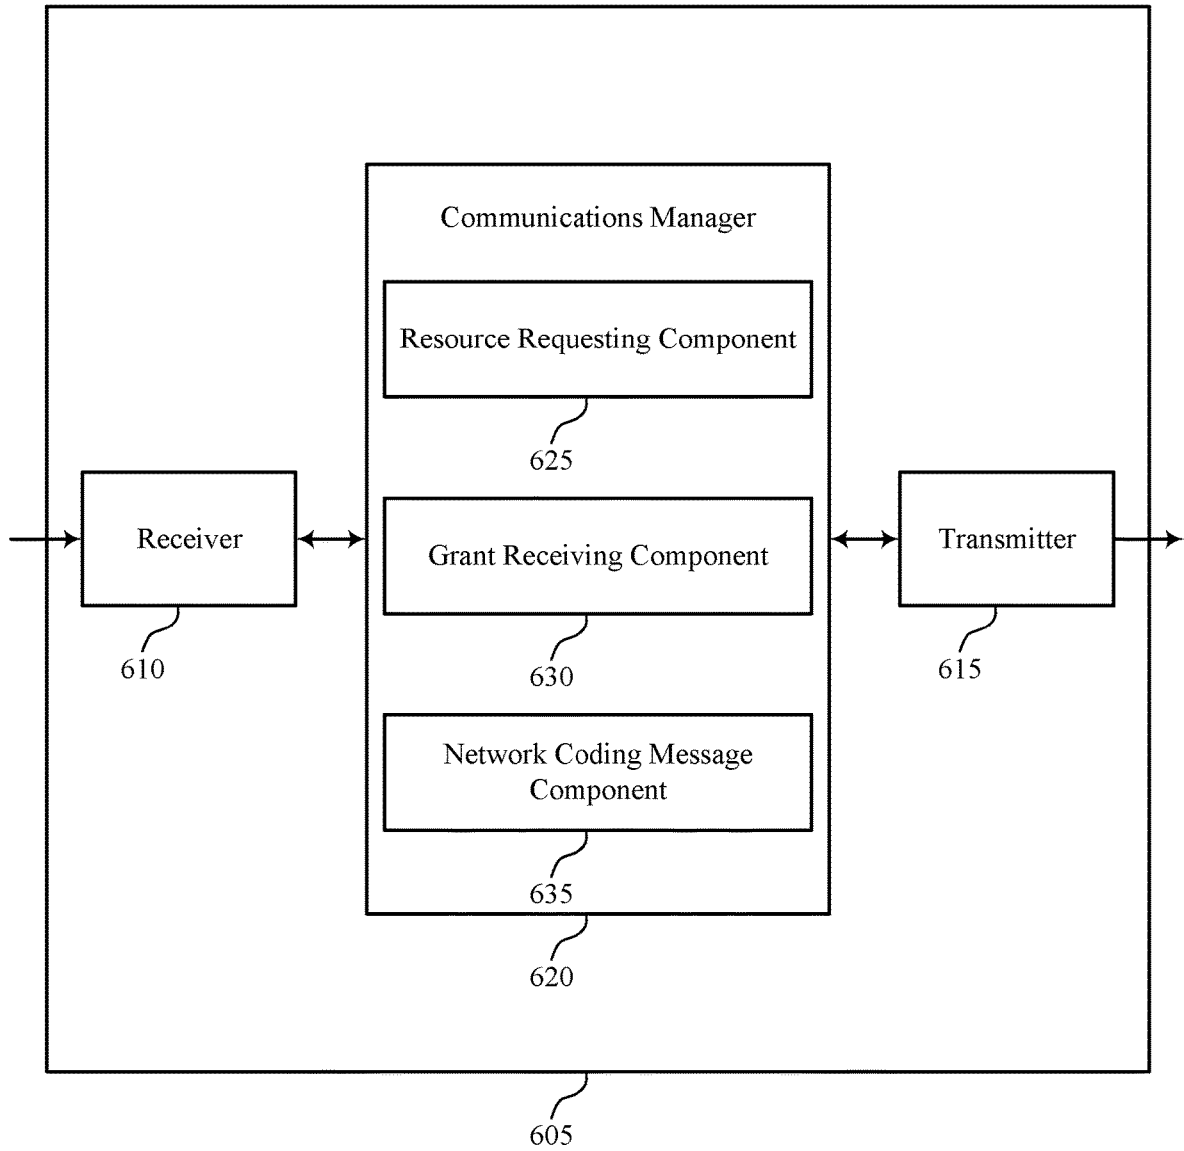 Communications Manager
Resource Requesting Component
625
Receiver
610
Grant Receiving Component
630
Transmitter
615
Network Coding Message
Component
635
620
605